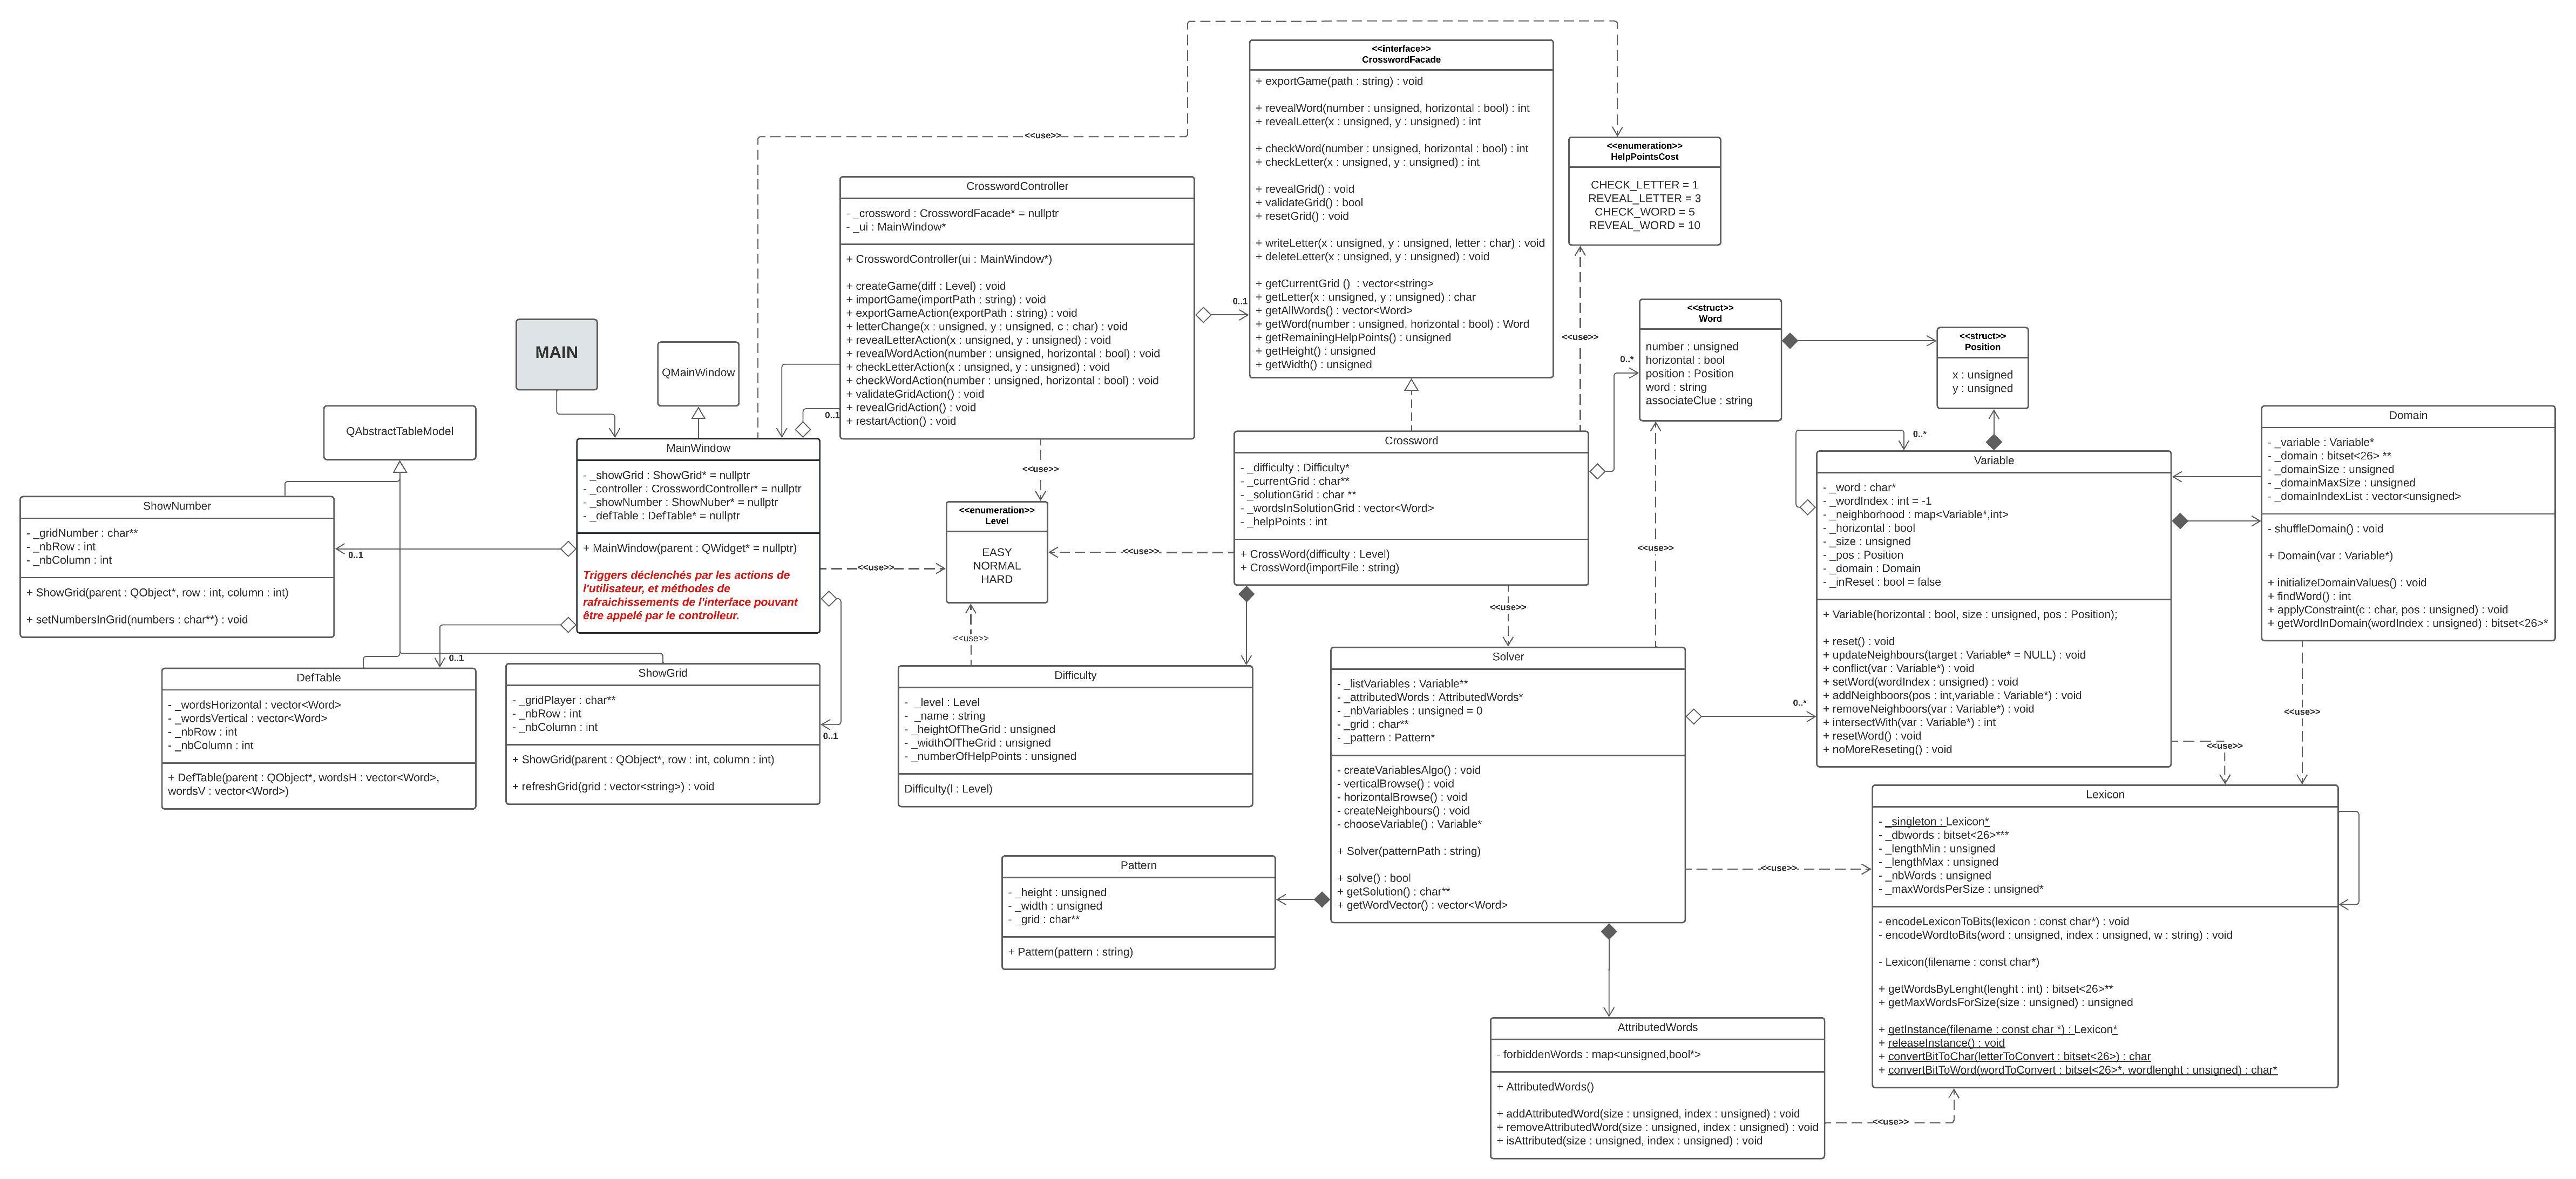 <<use>>
<<interface>>
CrosswordFacade
+ exportGame(path : string) : void
+ revealWord(number : unsigned, horizontal : bool) : int
+ revealLetter(x : unsigned, y : unsigned) : int
+ checkWord(number : unsigned, horizontal : bool) : int
+ checkLetter(x : unsigned, y : unsigned) : int
+ revealGrid() : void
+ validateGrid() : bool
+ resetGrid() : void
+ writeLetter(x : unsigned, y : unsigned, letter : char) : void
+ deleteLetter(x : unsigned, y : unsigned) : void
+ getCurrentGrid ()  : vector<string>
+ getLetter(x : unsigned, y : unsigned) : char
+ getAllWords() : vector<Word>
+ getWord(number : unsigned, horizontal : bool) : Word
+ getRemainingHelpPoints() : unsigned
+ getHeight() : unsigned
+ getWidth() : unsigned
<<enumeration>>
HelpPointsCost
CHECK_LETTER = 1
REVEAL_LETTER = 3
CHECK_WORD = 5
REVEAL_WORD = 10
CrosswordController
- _crossword : CrosswordFacade* = nullptr
- _ui : MainWindow*
+ CrosswordController(ui : MainWindow*)
+ createGame(diff : Level) : void
+ importGame(importPath : string) : void
+ exportGameAction(exportPath : string) : void
+ letterChange(x : unsigned, y : unsigned, c : char) : void
+ revealLetterAction(x : unsigned, y : unsigned) : void
+ revealWordAction(number : unsigned, horizontal : bool) : void
+ checkLetterAction(x : unsigned, y : unsigned) : void
+ checkWordAction(number : unsigned, horizontal : bool) : void
+ validateGridAction() : void
+ revealGridAction() : void
+ restartAction() : void
0..1
0..1
<<use>>
0..*
<<struct>>
Word
number : unsigned
horizontal : bool
position : Position
word : string
associateClue : string
<<struct>>
Position
x : unsigned
y : unsigned
MAIN
QMainWindow
QAbstractTableModel
MainWindow
- _showGrid : ShowGrid* = nullptr
- _controller : CrosswordController* = nullptr
- _showNumber : ShowNuber* = nullptr
- _defTable : DefTable* = nullptr
+ MainWindow(parent : QWidget* = nullptr)
Triggers déclenchés par les actions de
l'utilisateur, et méthodes de
rafraichissements de l'interface pouvant
être appelé par le controlleur.
ShowNumber
- _gridNumber : char**
- _nbRow : int
- _nbColumn : int
+ ShowGrid(parent : QObject*, row : int, column : int)
+ setNumbersInGrid(numbers : char**) : void
0..1
0..1
0..1
DefTable
- _wordsHorizontal : vector<Word>
- _wordsVertical : vector<Word>
- _nbRow : int
- _nbColumn : int
+ DefTable(parent : QObject*, wordsH : vector<Word>,
wordsV : vector<Word>)
ShowGrid
- _gridPlayer : char**
- _nbRow : int
- _nbColumn : int
+ ShowGrid(parent : QObject*, row : int, column : int)
+ refreshGrid(grid : vector<string>) : void
<<use>>
<<use>>
<<enumeration>>
Level
EASY
NORMAL
HARD
<<use>>
<<use>>
Crossword
- _difficulty : Difficulty*
- _currentGrid : char**
- _solutionGrid : char **
- _wordsInSolutionGrid : vector<Word>
- _helpPoints : int
+ CrossWord(difficulty : Level)
+ CrossWord(importFile : string)
<<use>>
<<use>>
Difficulty
-  _level : Level
-  _name : string
- _heightOfTheGrid : unsigned
- _widthOfTheGrid : unsigned
- _numberOfHelpPoints : unsigned
Difficulty(l : Level)
Solver
- _listVariables : Variable**
- _attributedWords : AttributedWords*
- _nbVariables : unsigned = 0
- _grid : char**
- _pattern : Pattern*
- createVariablesAlgo() : void
- verticalBrowse() : void
- horizontalBrowse() : void
- createNeighbours() : void
- chooseVariable() : Variable*
+ Solver(patternPath : string)
+ solve() : bool
+ getSolution() : char**
+ getWordVector() : vector<Word>
0..*
0..*
Variable
- _word : char*
- _wordIndex : int = -1
- _neighborhood : map<Variable*,int>
- _horizontal : bool
- _size : unsigned
- _pos : Position
- _domain : Domain
- _inReset : bool = false
+ Variable(horizontal : bool, size : unsigned, pos : Position);
+ reset() : void
+ updateNeighbours(target : Variable* = NULL) : void
+ conflict(var : Variable*) : void
+ setWord(wordIndex : unsigned) : void
+ addNeighboors(pos : int,variable : Variable*) : void
+ removeNeighboors(var : Variable*) : void
+ intersectWith(var : Variable*) : int
+ resetWord() : void
+ noMoreReseting() : void
Domain
- _variable : Variable*
- _domain : bitset<26> **
- _domainSize : unsigned
- _domainMaxSize : unsigned
- _domainIndexList : vector<unsigned>
- shuffleDomain() : void
+ Domain(var : Variable*)
+ initializeDomainValues() : void
+ findWord() : int
+ applyConstraint(c : char, pos : unsigned) : void
+ getWordInDomain(wordIndex : unsigned) : bitset<26>*
<<use>>
<<use>>
<<use>>
Pattern
- _height : unsigned
- _width : unsigned
- _grid : char**
+ Pattern(pattern : string)
Lexicon
- _singleton : Lexicon*
- _dbwords : bitset<26>***
- _lengthMin : unsigned
- _lengthMax : unsigned
- _nbWords : unsigned
- _maxWordsPerSize : unsigned*
- encodeLexiconToBits(lexicon : const char*) : void
- encodeWordtoBits(word : unsigned, index : unsigned, w : string) : void
- Lexicon(filename : const char*)
+ getWordsByLenght(lenght : int) : bitset<26>**
+ getMaxWordsForSize(size : unsigned) : unsigned
+ getInstance(filename : const char *) : Lexicon*
+ releaseInstance() : void
+ convertBitToChar(letterToConvert : bitset<26>) : char
+ convertBitToWord(wordToConvert : bitset<26>*, wordlenght : unsigned) : char*
AttributedWords
- forbiddenWords : map<unsigned,bool*>
+ AttributedWords()
+ addAttributedWord(size : unsigned, index : unsigned) : void
+ removeAttributedWord(size : unsigned, index : unsigned) : void
+ isAttributed(size : unsigned, index : unsigned) : void
<<use>>